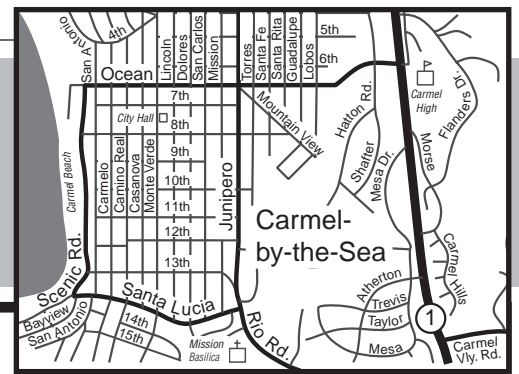 San Antonio
4th
San A
Ocean
Lincoln
Dolores
San Carlos
Mission
Torres
Santa Fe
Santa Rita
Guadalupe
Lobos
5th
6th
7th
City Hall
8th
9th
10th
11th
12th
13th
Carmel Beach
Carmelo
Camino Real
Casanova
Monte Verde
Junipero
Mountain View
Hatton Rd.
Shafter
Mesa Dr.
Carmel
High
Flanders Dr.
Morse
Carmel-
by-the-Sea
Carmel Hills
Scenic Rd.
Santa Lucia
Bayview
San Antonio
14th
15th
Mission
Basilica
Rio Rd.
Atherton
Trevis
Taylor
Mesa
1
Carmel
Vly. Rd.